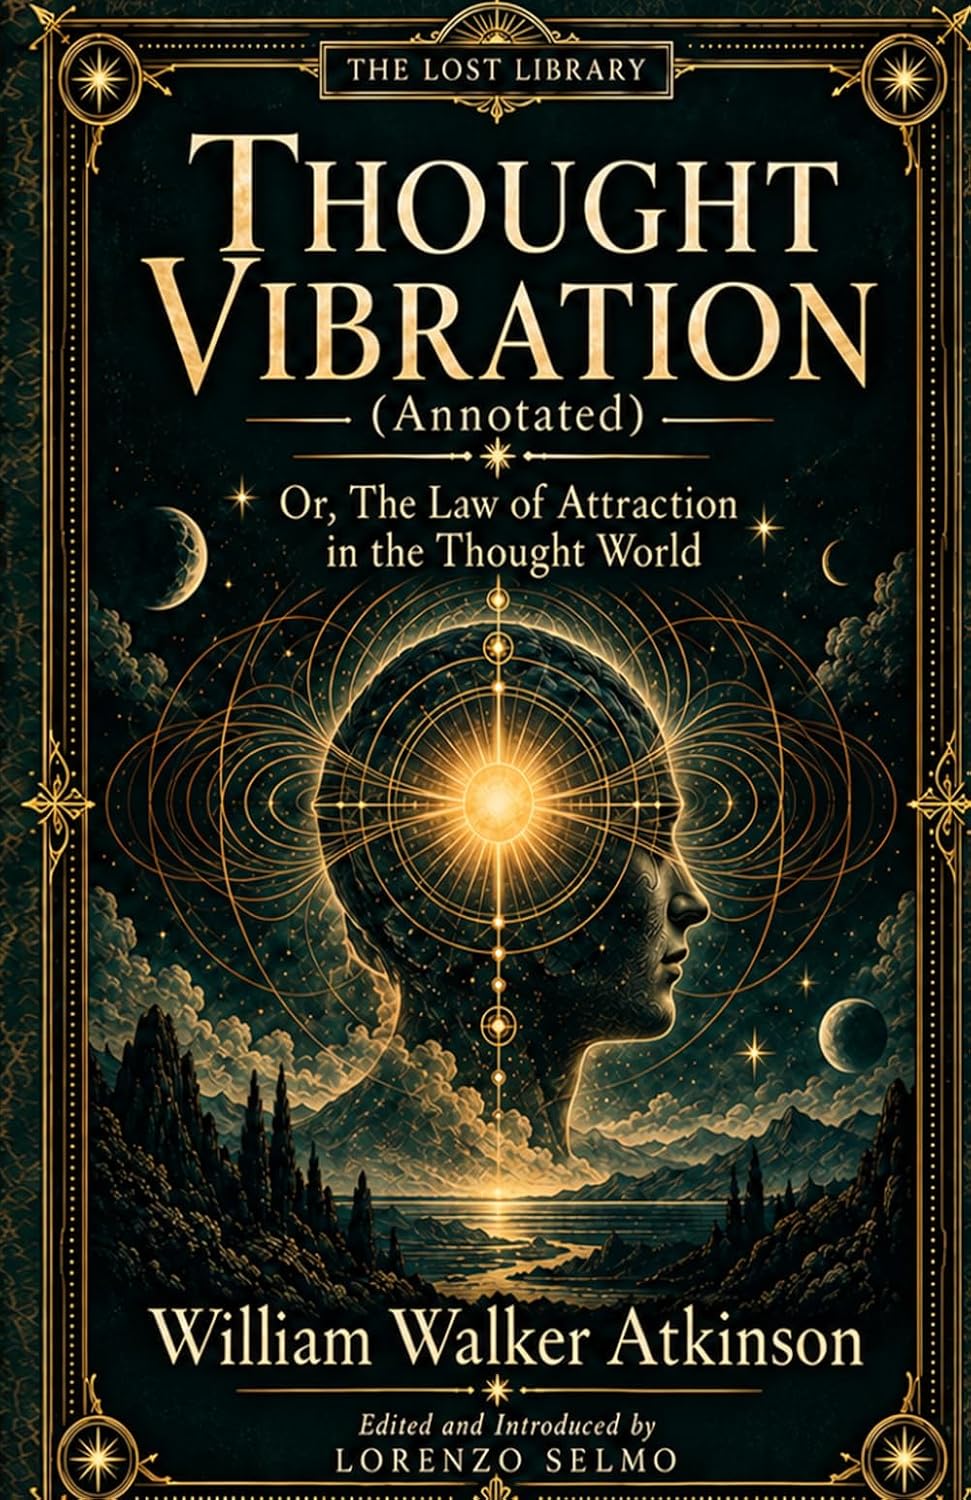 THE LOST LIBRARY
THOUGHT
VIBRATION
(Annotated)
Or, The Law of Attraction
in the Thought World
William Walker Atkinson
Edited and Introduced by
LORENZO SELMO